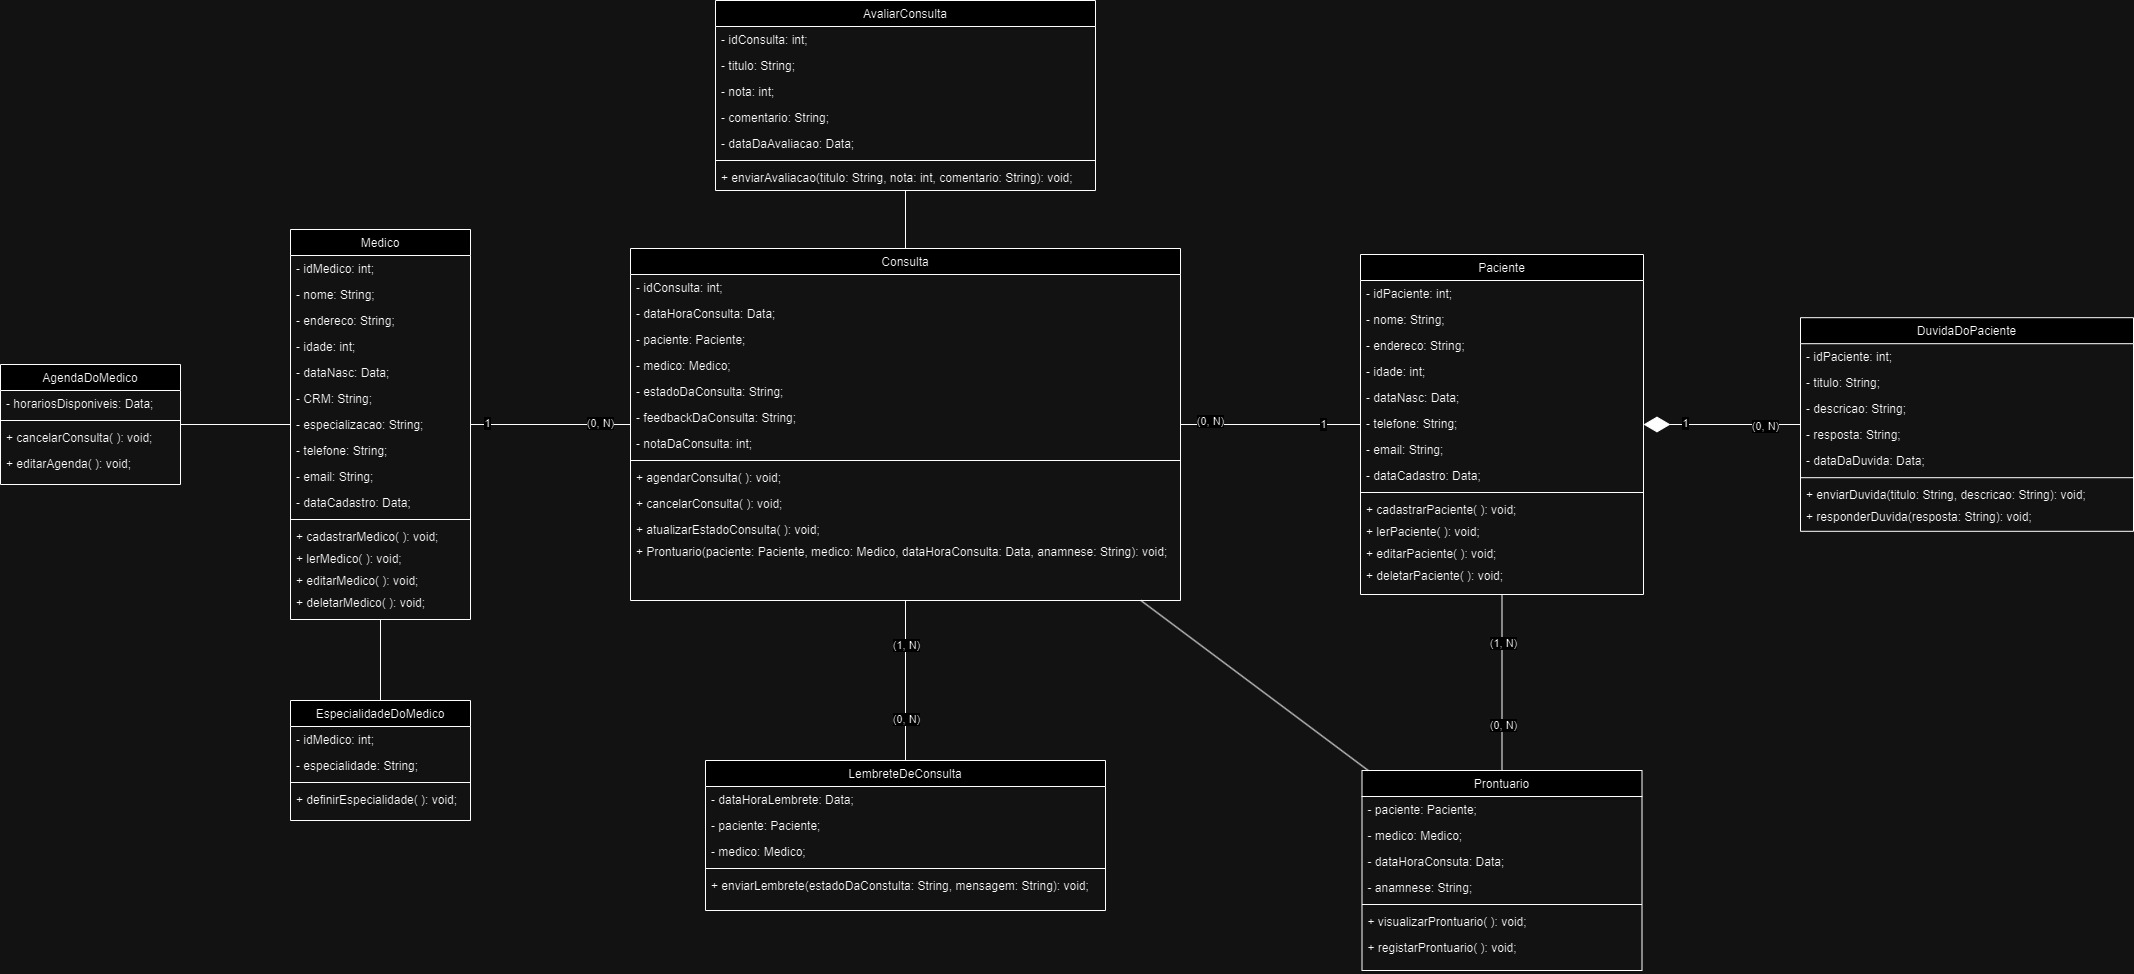 AvaliarConsulta
- idConsulta: int;
- titulo: String;
- nota: int;
- comentario: String;
- dataDaAvaliacao: Data;
+ enviarAvaliacao(titulo: String, nota: int, comentario: String): void;
AgendaDoMedico
- horariosDisponiveis: Data;
+ cancelarConsulta( ): void;
+ editarAgenda( ): void;
Medico
- idMedico: int;
- nome: String;
- endereco: String;
- idade: int;
- dataNasc: Data;
- CRM: String;
- especializacao: String;
- telefone: String;
- email: String;
- dataCadastro: Data;
+ cadastrarMedico( ): void;
+ lerMedico( ): void;
+ editarMedico( ): void;
+ deletarMedico( ): void;
1
(0, N)
Consulta
- idConsulta: int;
- dataHoraConsulta: Data;
- paciente: Paciente;
- medico: Medico;
- estadoDaConsulta: String;
- feedbackDaConsulta: String;
- notaDaConsulta: int;
+ agendarConsulta( ): void;
+ cancelarConsulta( ): void;
+ atualizarEstadoConsulta( ): void;
+ Prontuario(paciente: Paciente, medico: Medico, dataHoraConsulta: Data, anamnese: String): void;
(0, N)
1
Paciente
- idPaciente: int;
- nome: String;
- endereco: String;
- idade: int;
- dataNasc: Data;
- telefone: String;
- email: String;
- dataCadastro: Data;
+ cadastrarPaciente( ): void;
+ lerPaciente( ): void;
+ editarPaciente( ): void;
+ deletarPaciente( ): void;
1
(0, N)
DuvidaDoPaciente
- idPaciente: int;
- titulo: String;
- descricao: String;
- resposta: String;
- dataDaDuvida: Data;
+ enviarDuvida(titulo: String, descricao: String): void;
+ responderDuvida(resposta: String): void;
EspecialidadeDoMedico
- idMedico: int;
- especialidade: String;
+ definirEspecialidade( ): void;
(1, N)
(0, N)
LembreteDeConsulta
- dataHoraLembrete: Data;
- paciente: Paciente;
- medico: Medico;
+ enviarLembrete(estadoDaConstulta: String, mensagem: String): void;
(1, N)
(0, N)
Prontuario
- paciente: Paciente;
- medico: Medico;
- dataHoraConsuta: Data;
- anamnese: String;
+ visualizarProntuario( ): void;
+ registarProntuario( ): void;